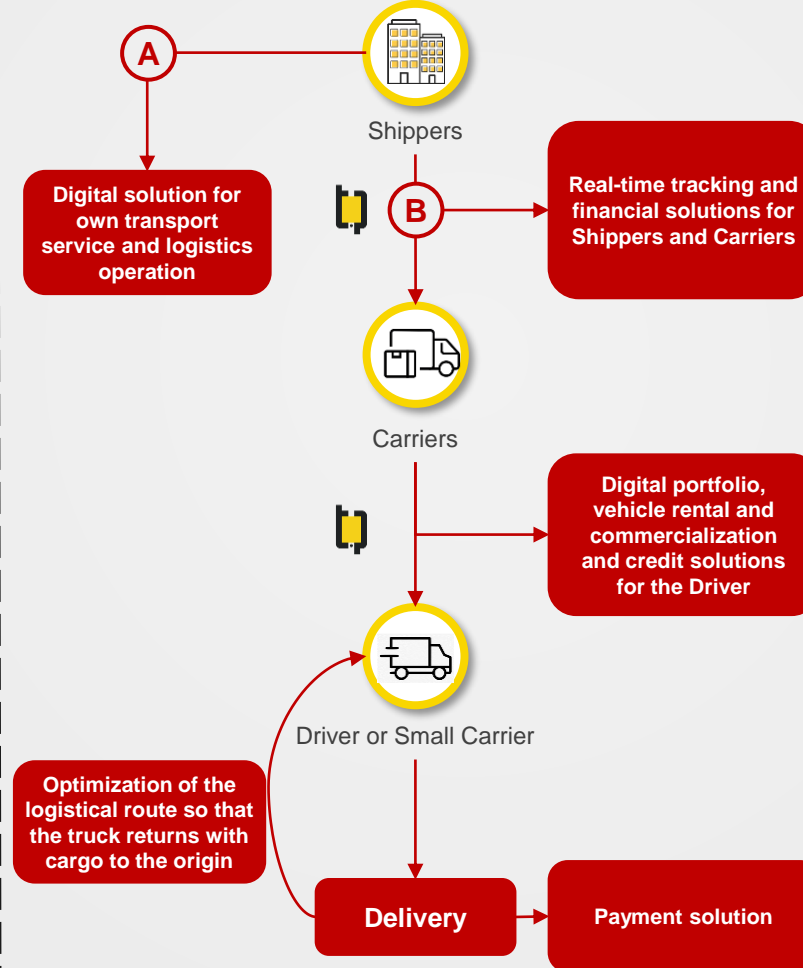 A
Shippers
Digital solution for
own transport
service and logistics
operation
B
Real-time tracking and
financial solutions for
Shippers and Carriers
Carriers
Digital portfolio,
vehicle rental and
commercialization
and credit solutions
for the Driver
Driver or Small Carrier
Optimization of the
logistical route so that
the truck returns with
cargo to the origin
Delivery
Payment solution